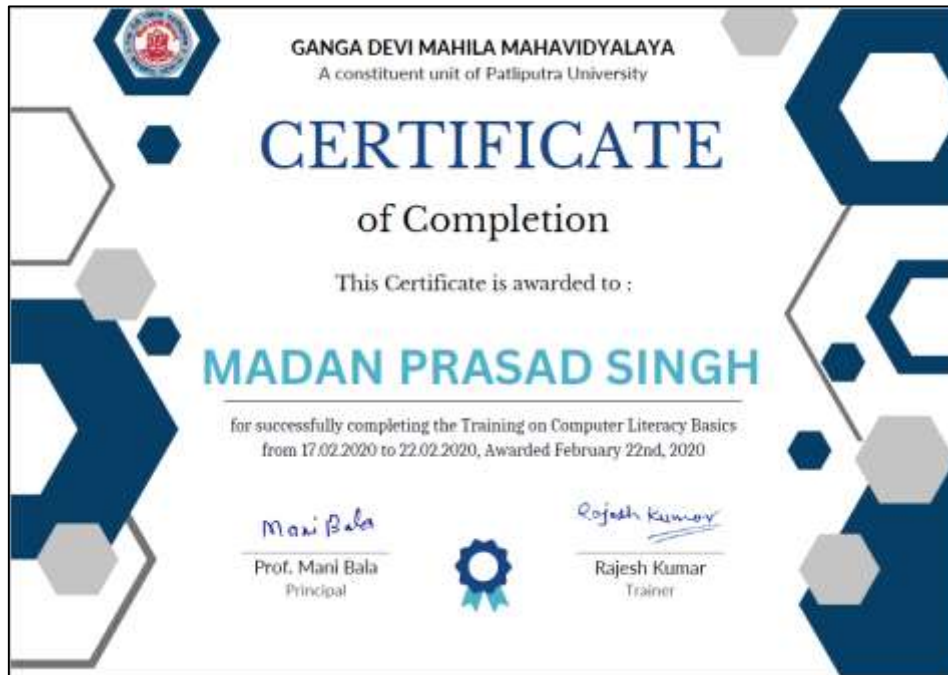 GANGA DEVI MAHILA MAHAVIDYALAYA
A constituent unit of Patliputra University
CERTIFICATE
of Completion
This Certificate is awarded to :
MADAN PRASAD SINGH
for successfully completing the Training on Computer Literacy Basics
from 17.02.2020 to 22.02.2020, Awarded February 22nd, 2020
Mani Bala
Rajesh Kumar
Prof. Mani Bala
Rajesh Kumar
Principal
Trainer